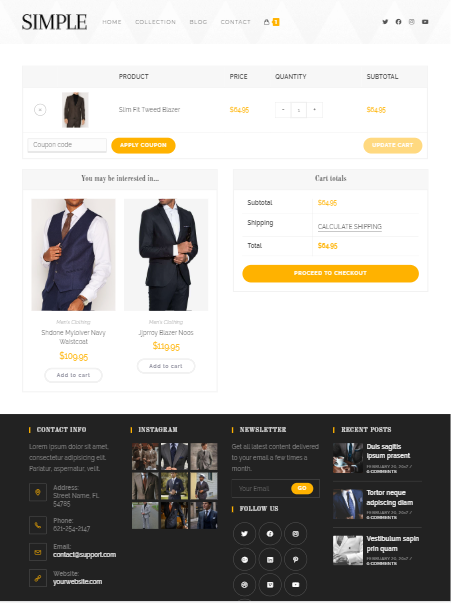 SIMPLE
HOME COLLECTION BLOG CONTACT
PRODUCT PRICE QUANTITY SUBTOTAL
× Slim Fit Tweed Blazer $64.95 - 1 + $64.95
Coupon code APPLY COUPON UPDATE CART
You may be interested in...
Men's Clothing
Shdone Mylolver Navy
Waistcoat
$109.95
Add to cart
Men's Clothing
Jjprroy Blazer Noos
$119.95
Add to cart
Cart totals
Subtotal $64.95
Shipping CALCULATE SHIPPING
Total $64.95
PROCEED TO CHECKOUT
CONTACT INFO
Lorem ipsum dolor sit amet,
consectetur adipisicing elit.
Pariatur, aspernatur, velit.
Address:
Street Name, FL
54785
Phone:
621-254-2147
Email:
contact@support.com
Website:
yourwebsite.com
INSTAGRAM
NEWSLETTER
Get all latest content delivered
to your email a few times a
month.
Your Email GO
FOLLOW US
RECENT POSTS
Duis sagitis
ipsum prasent
FEBRUARY 20, 2017 /
0 COMMENTS
Tortor neque
adpiscing diam
FEBRUARY 20, 2017 /
0 COMMENTS
Vestibulum sapin
prin quam
FEBRUARY 20, 2017 /
0 COMMENTS